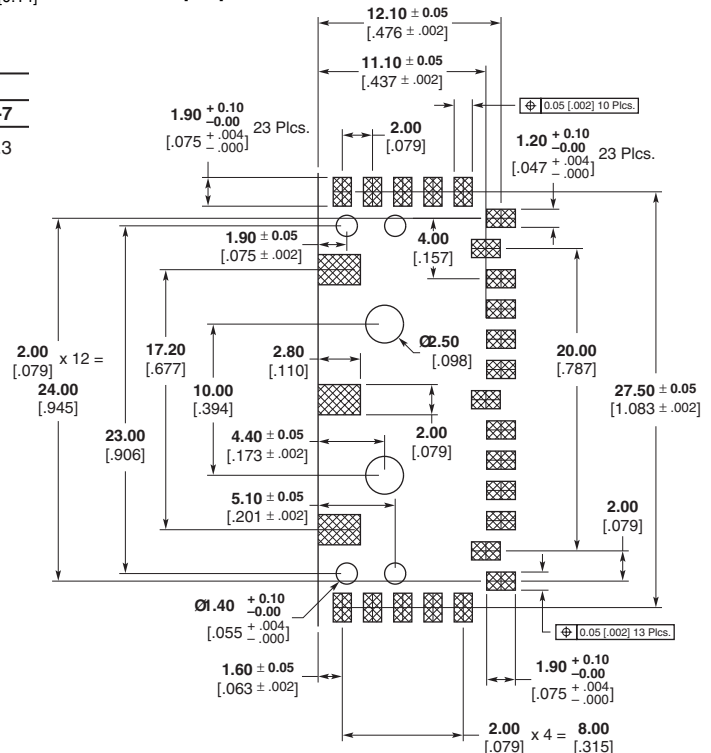 12.10 ± 0.05
[.476 ± .002]
11.10 ± 0.05
[.437 ± .002]
-7
3
1.90 + 0.10 −0.00
[.075 + .004 − .000] 23 Plcs.
2.00
[.079]
⌖ 0.05 [.002] 10 Plcs.
1.20 + 0.10 −0.00
[.047 + .004 − .000] 23 Plcs.
1.90 ± 0.05
[.075 ± .002]
4.00
[.157]
Ø2.50
[.098]
2.00
[.079] x 12 =
24.00
[.945]
17.20
[.677]
2.80
[.110]
20.00
[.787]
10.00
[.394]
27.50 ± 0.05
[1.083 ± .002]
23.00
[.906]
4.40 ± 0.05
[.173 ± .002]
2.00
[.079]
5.10 ± 0.05
[.201 ± .002]
2.00
[.079]
Ø1.40 + 0.10 −0.00
[.055 + .004 − .000]
⌖ 0.05 [.002] 13 Plcs.
1.60 ± 0.05
[.063 ± .002]
1.90 + 0.10 −0.00
[.075 + .004 − .000]
2.00 x 4 = 8.00
[.079] [.315]